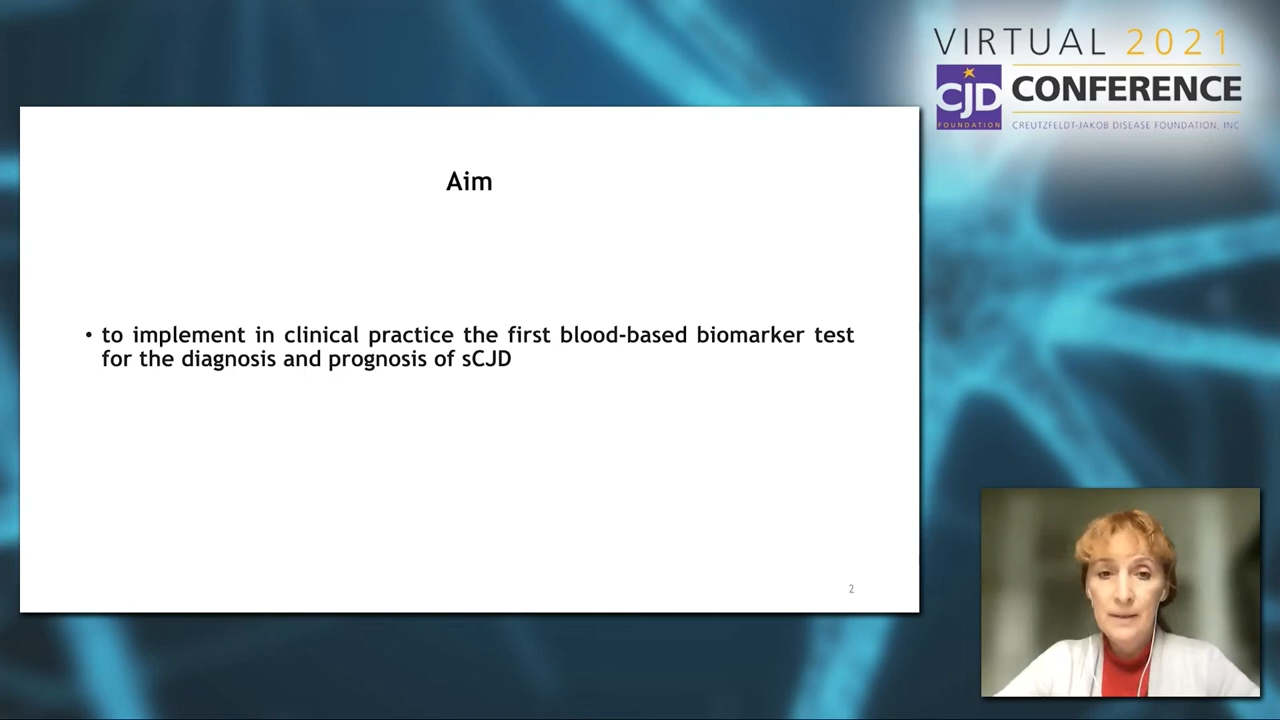 VIRTUAL 2021
CJD
FOUNDATION
CONFERENCE
CREUTZFELDT-JAKOB DISEASE FOUNDATION, INC
Aim
• to implement in clinical practice the first blood-based biomarker test
for the diagnosis and prognosis of sCJD
2